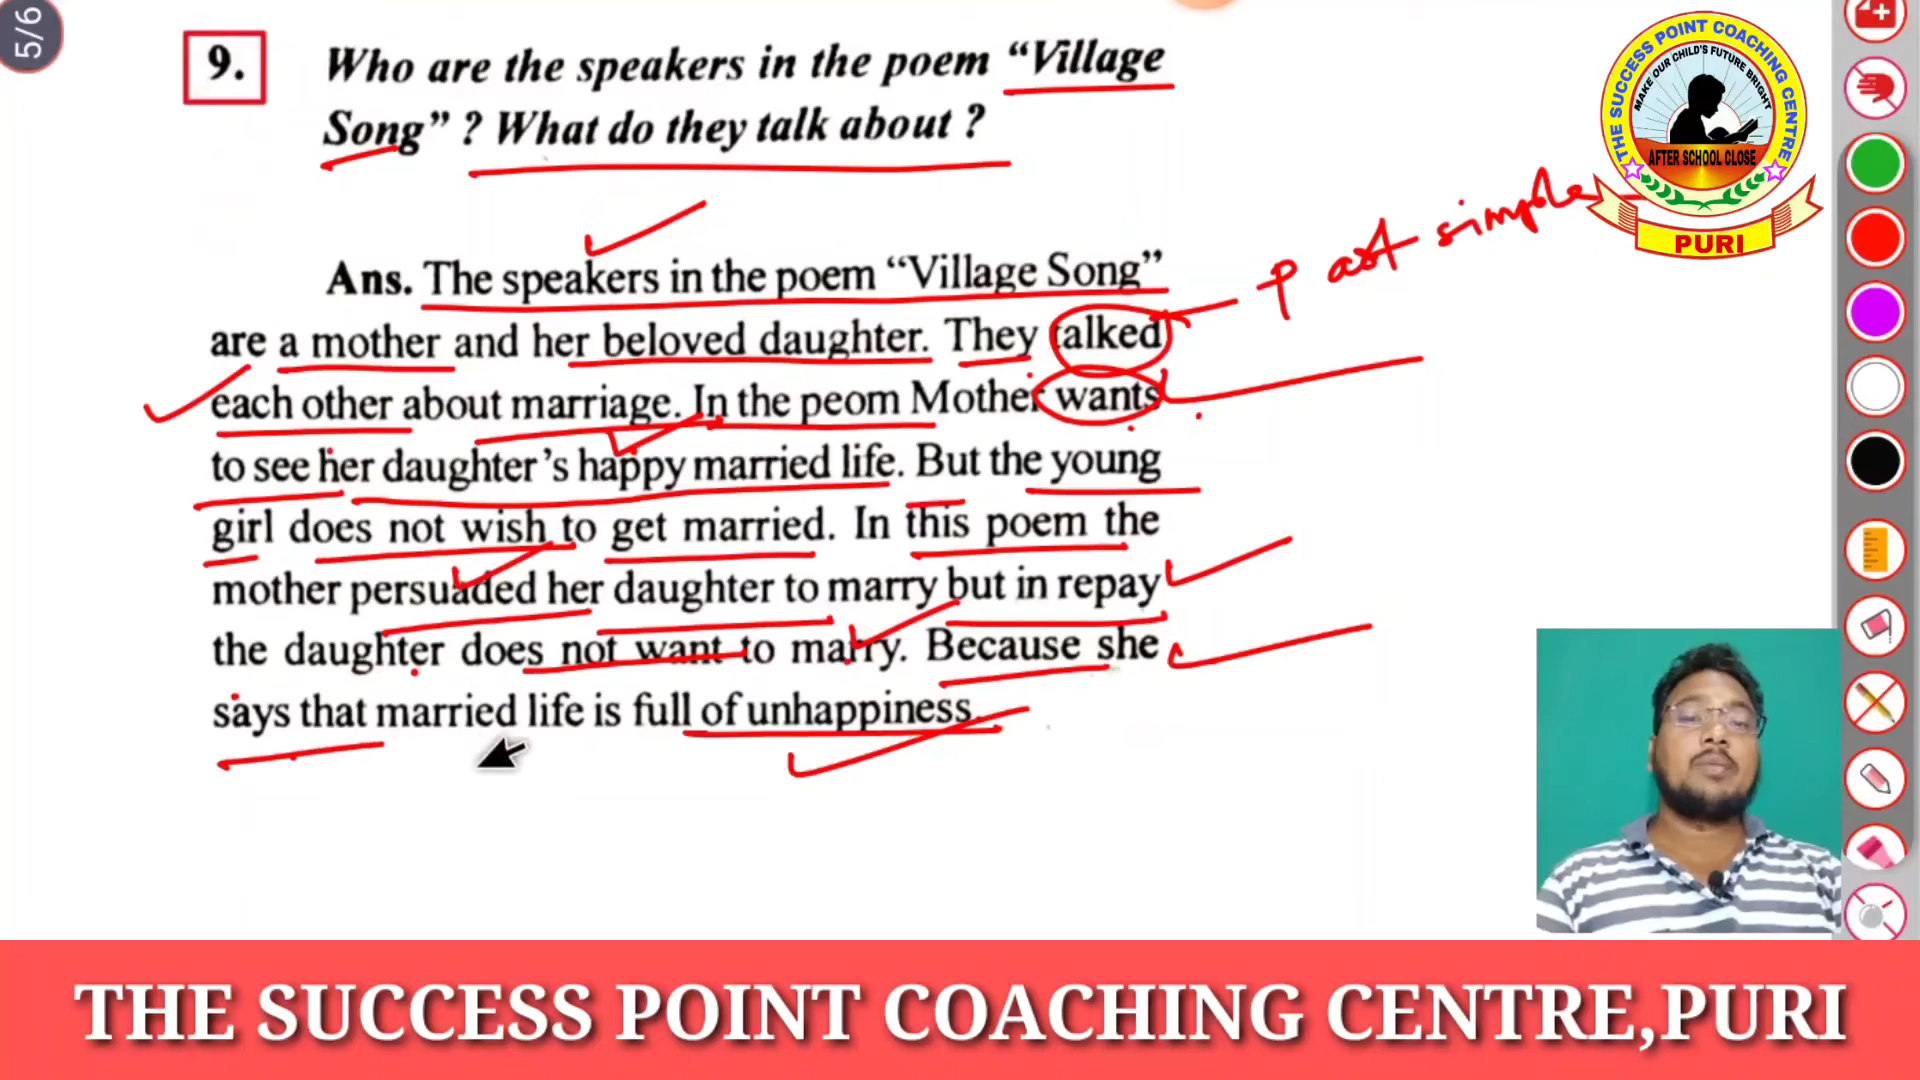 5/6
9. Who are the speakers in the poem “Village
Song” ? What do they talk about ?
THE SUCCESS POINT COACHING CENTRE
MAKE OUR CHILD'S FUTURE BRIGHT
AFTER SCHOOL CLOSE
PURI
past simple
Ans. The speakers in the poem “Village Song”
are a mother and her beloved daughter. They talked
each other about marriage. In the peom Mother wants
to see her daughter’s happy married life. But the young
girl does not wish to get married. In this poem the
mother persuaded her daughter to marry but in repay
the daughter does not want to marry. Because she
says that married life is full of unhappiness.
THE SUCCESS POINT COACHING CENTRE,PURI